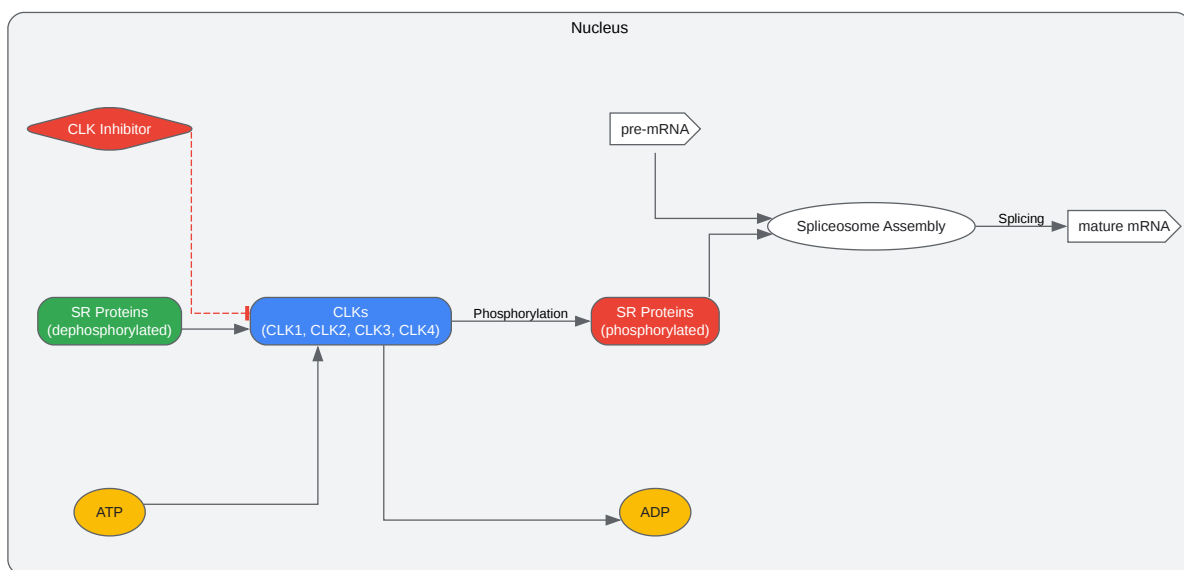 Nucleus
CLK Inhibitor
pre-mRNA
Spliceosome Assembly
Splicing
mature mRNA
SR Proteins
(dephosphorylated)
CLKs
(CLK1, CLK2, CLK3, CLK4)
Phosphorylation
SR Proteins
(phosphorylated)
ATP
ADP